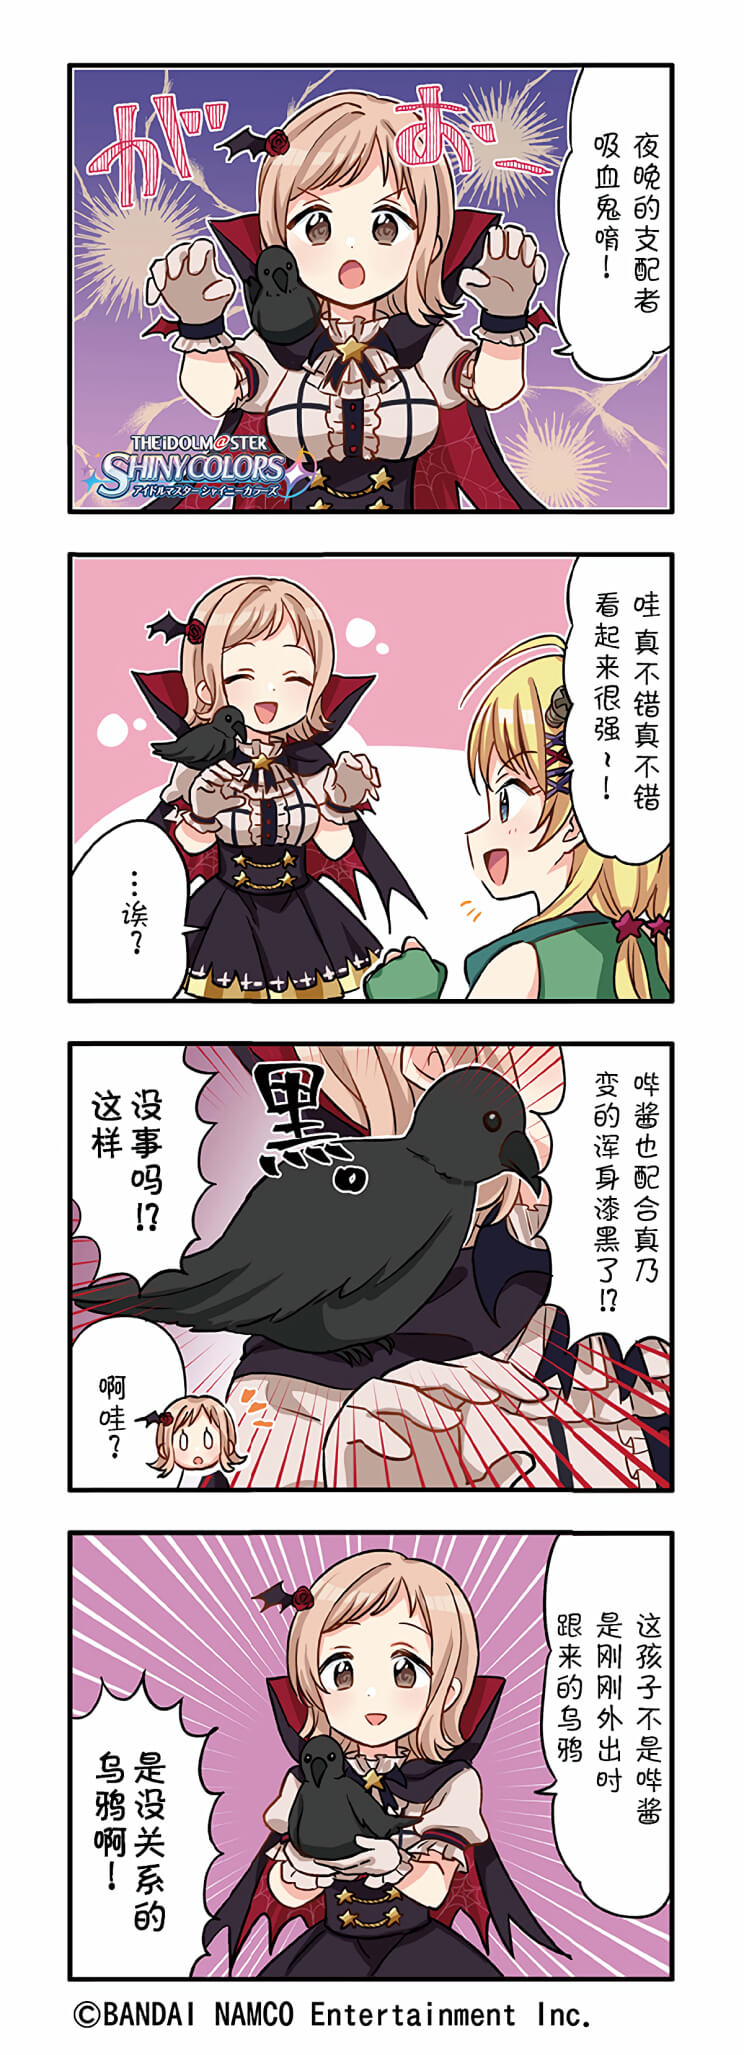 がおー
夜晚的支配者
吸血鬼唷！
THE iDOLM@STER
SHINY COLORS
アイドルマスターシャイニーカラーズ
哇 真不错真不错
看起来很强~！
…诶？
哔酱也配合真乃
变的浑身漆黑了!?
黑。
没事吗!?
这样
啊哇？
这孩子不是哔酱
是刚刚外出时
跟来的乌鸦
是没关系的
乌鸦啊！
©BANDAI NAMCO Entertainment Inc.